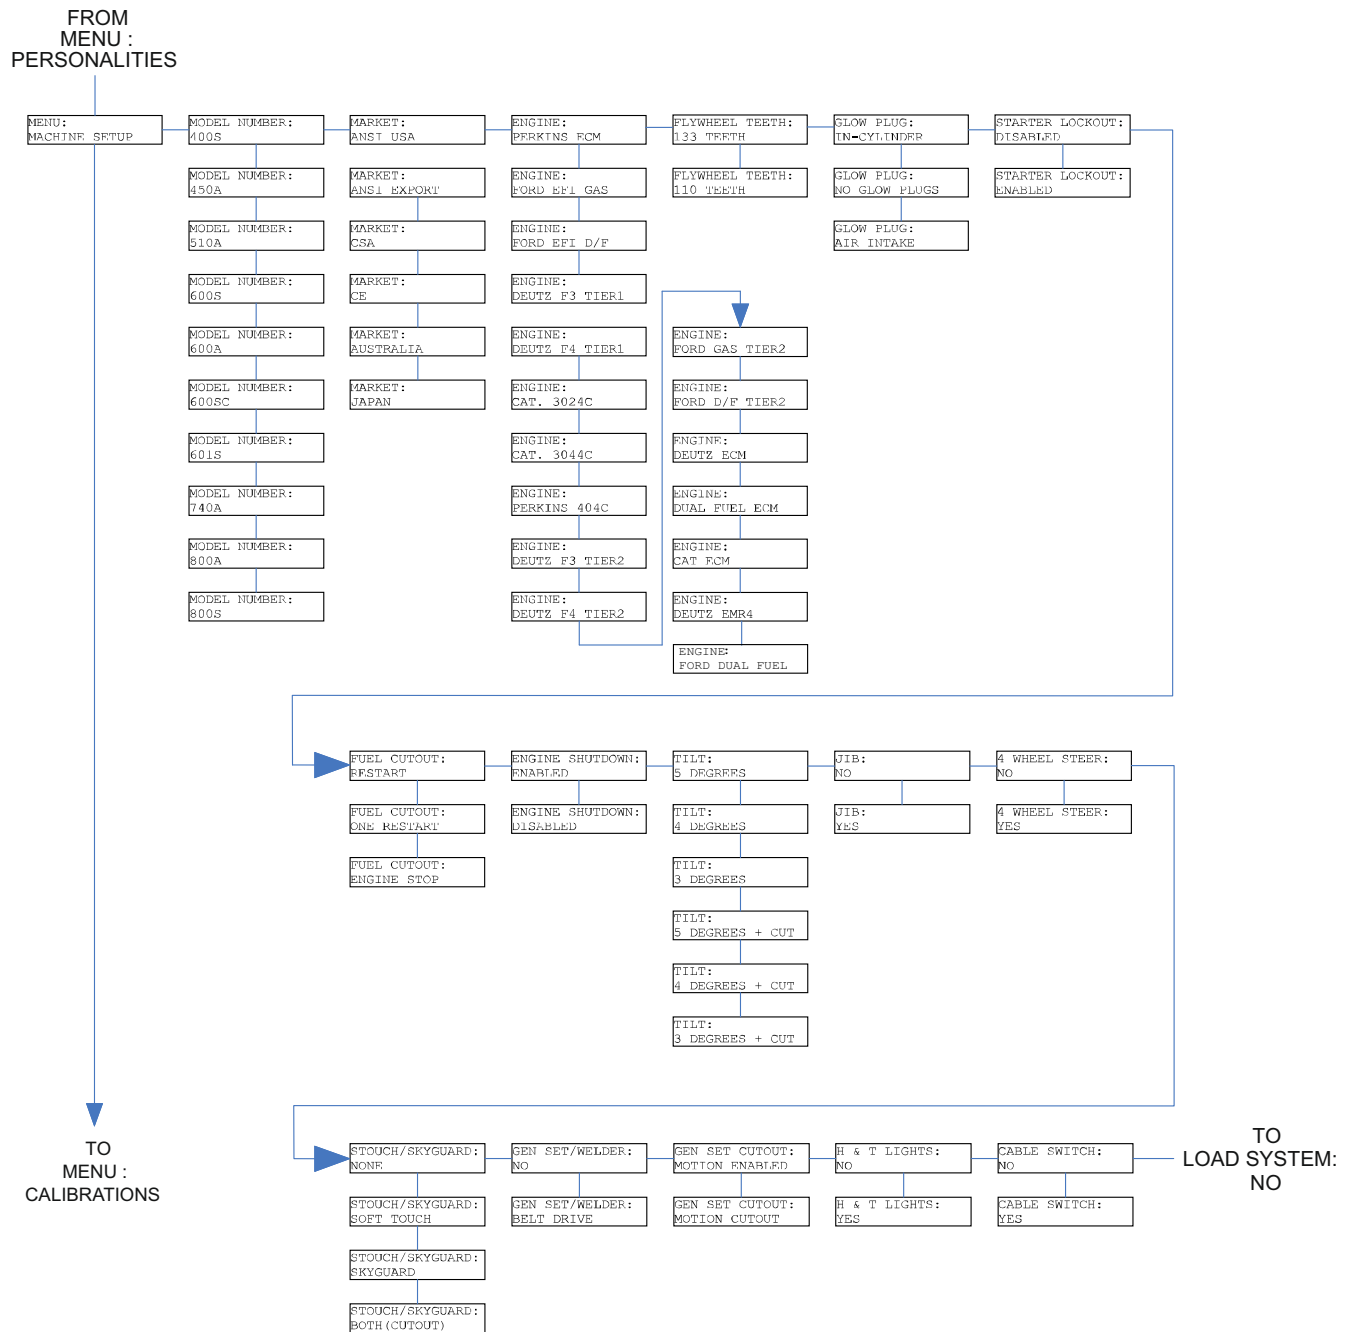 FROM
MENU :
PERSONALITIES
MENU:
MACHINE SETUP
MODEL NUMBER:
400S
MODEL NUMBER:
450A
MODEL NUMBER:
510A
MODEL NUMBER:
600S
MODEL NUMBER:
600A
MODEL NUMBER:
600SC
MODEL NUMBER:
601S
MODEL NUMBER:
740A
MODEL NUMBER:
800A
MODEL NUMBER:
800S
MARKET:
ANSI USA
MARKET:
ANSI EXPORT
MARKET:
CSA
MARKET:
CE
MARKET:
AUSTRALIA
MARKET:
JAPAN
ENGINE:
PERKINS ECM
ENGINE:
FORD EFI GAS
ENGINE:
FORD EFI D/F
ENGINE:
DEUTZ F3 TIER1
ENGINE:
DEUTZ F4 TIER1
ENGINE:
CAT. 3024C
ENGINE:
CAT. 3044C
ENGINE:
PERKINS 404C
ENGINE:
DEUTZ F3 TIER2
ENGINE:
DEUTZ F4 TIER2
ENGINE:
FORD GAS TIER2
ENGINE:
FORD D/F TIER2
ENGINE:
DEUTZ ECM
ENGINE:
DUAL FUEL ECM
ENGINE:
CAT ECM
ENGINE:
DEUTZ EMR4
ENGINE:
FORD DUAL FUEL
FLYWHEEL TEETH:
133 TEETH
FLYWHEEL TEETH:
110 TEETH
GLOW PLUG:
IN-CYLINDER
GLOW PLUG:
NO GLOW PLUGS
GLOW PLUG:
AIR INTAKE
STARTER LOCKOUT:
DISABLED
STARTER LOCKOUT:
ENABLED
FUEL CUTOUT:
RESTART
FUEL CUTOUT:
ONE RESTART
FUEL CUTOUT:
ENGINE STOP
ENGINE SHUTDOWN:
ENABLED
ENGINE SHUTDOWN:
DISABLED
TILT:
5 DEGREES
TILT:
4 DEGREES
TILT:
3 DEGREES
TILT:
5 DEGREES + CUT
TILT:
4 DEGREES + CUT
TILT:
3 DEGREES + CUT
JIB:
NO
JIB:
YES
4 WHEEL STEER:
NO
4 WHEEL STEER:
YES
STOUCH/SKYGUARD:
NONE
STOUCH/SKYGUARD:
SOFT TOUCH
STOUCH/SKYGUARD:
SKYGUARD
STOUCH/SKYGUARD:
BOTH(CUTOUT)
GEN SET/WELDER:
NO
GEN SET/WELDER:
BELT DRIVE
GEN SET CUTOUT:
MOTION ENABLED
GEN SET CUTOUT:
MOTION CUTOUT
H & T LIGHTS:
NO
H & T LIGHTS:
YES
CABLE SWITCH:
NO
CABLE SWITCH:
YES
TO
LOAD SYSTEM:
NO
TO
MENU :
CALIBRATIONS